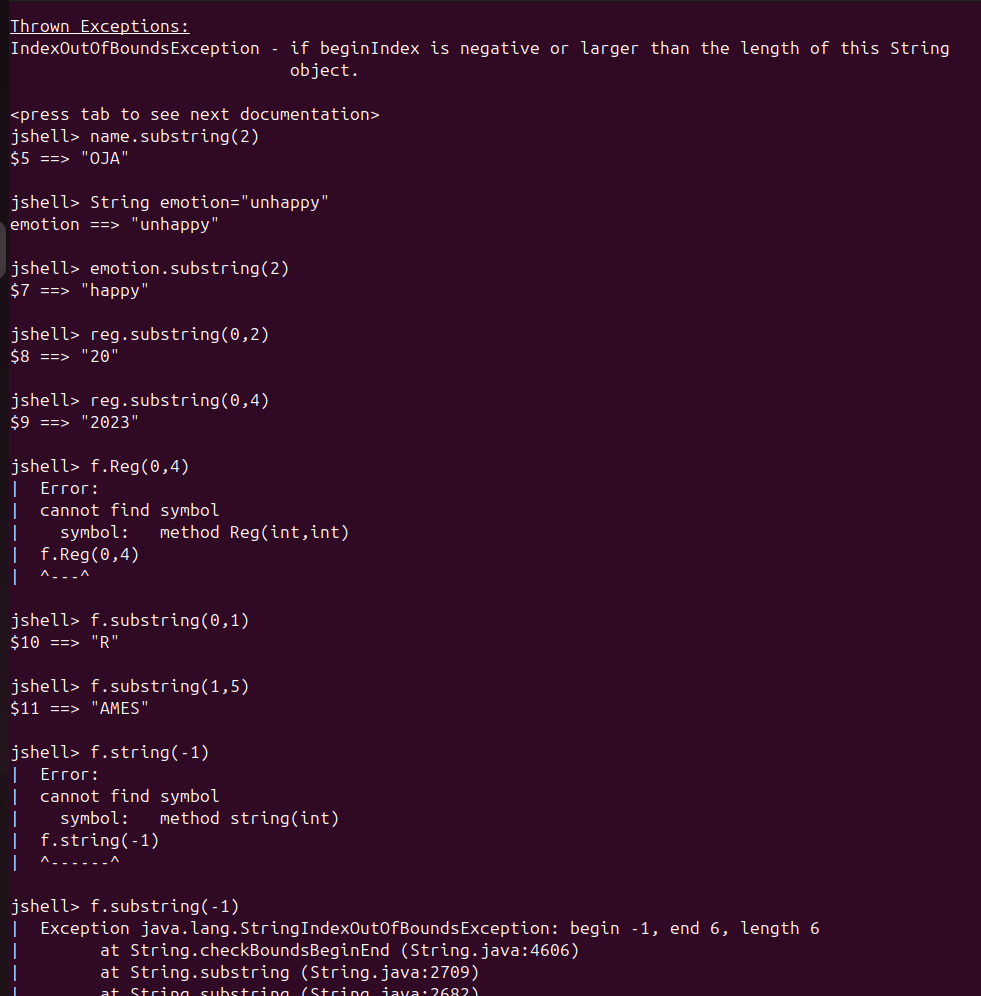 Thrown Exceptions:
IndexOutOfBoundsException - if beginIndex is negative or larger than the length of this String
                            object.

<press tab to see next documentation>
jshell> name.substring(2)
$5 ==> "OJA"

jshell> String emotion="unhappy"
emotion ==> "unhappy"

jshell> emotion.substring(2)
$7 ==> "happy"

jshell> reg.substring(0,2)
$8 ==> "20"

jshell> reg.substring(0,4)
$9 ==> "2023"

jshell> f.Reg(0,4)
|  Error:
|  cannot find symbol
|    symbol:   method Reg(int,int)
|  f.Reg(0,4)
|  ^---^

jshell> f.substring(0,1)
$10 ==> "R"

jshell> f.substring(1,5)
$11 ==> "AMES"

jshell> f.string(-1)
|  Error:
|  cannot find symbol
|    symbol:   method string(int)
|  f.string(-1)
|  ^------^

jshell> f.substring(-1)
|  Exception java.lang.StringIndexOutOfBoundsException: begin -1, end 6, length 6
|        at String.checkBoundsBeginEnd (String.java:4606)
|        at String.substring (String.java:2709)
|        at String.substring (String.java:2682)